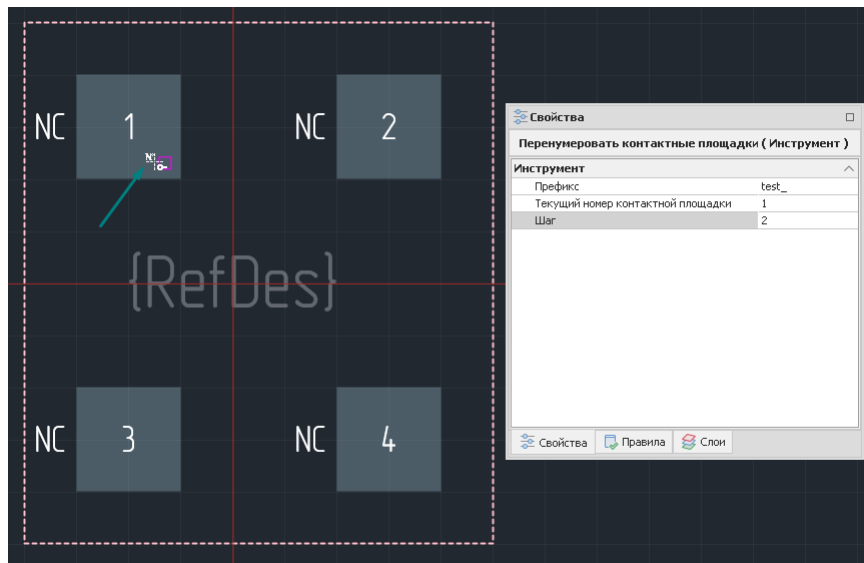 NC 1 NC 2
N:
{RefDes}
NC 3 NC 4
Свойства
Перенумеровать контактные площадки ( Инструмент )
Инструмент
Префикс test_
Текущий номер контактной площадки 1
Шаг 2
Свойства Правила Слои